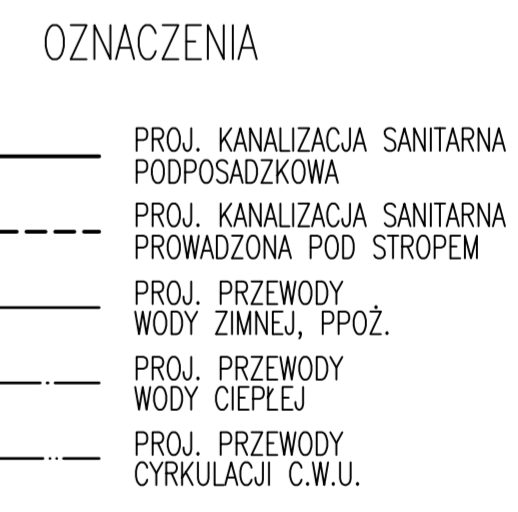 OZNACZENIA
PROJ. KANALIZACJA SANITARNA
PODPOSADZKOWA
PROJ. KANALIZACJA SANITARNA
PROWADZONA POD STROPEM
PROJ. PRZEWODY
WODY ZIMNEJ, PPOŻ.
PROJ. PRZEWODY
WODY CIEPŁEJ
PROJ. PRZEWODY
CYRKULACJI C.W.U.